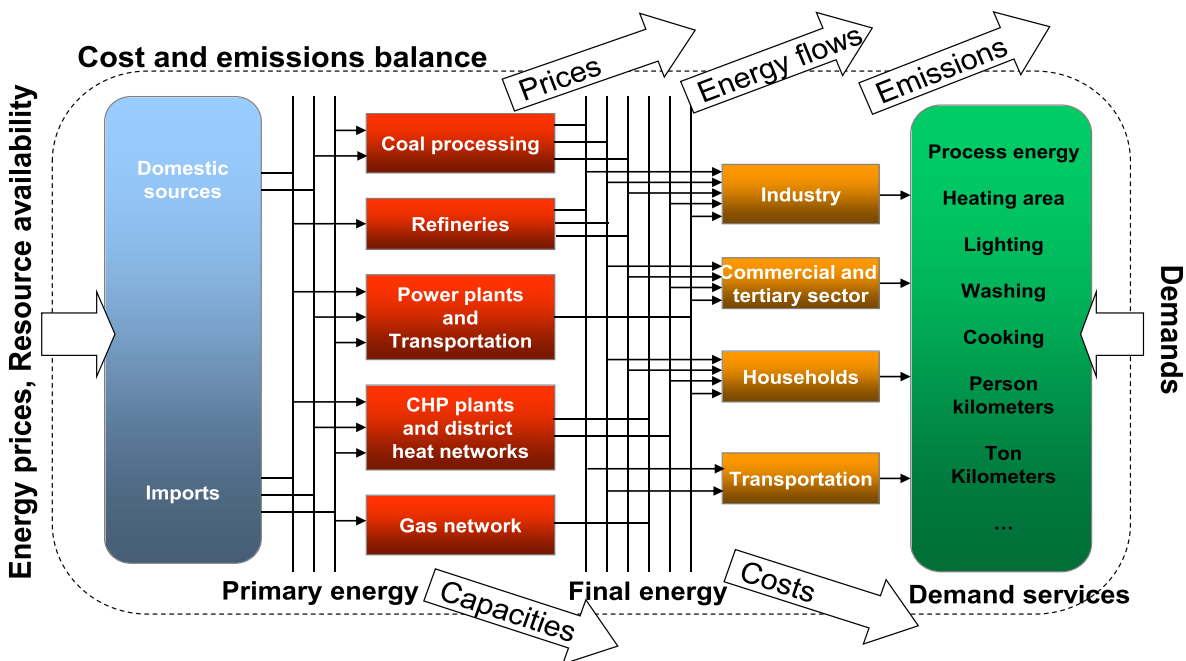 Cost and emissions balance
Prices
Energy flows
Emissions
Energy prices, Resource availability
Domestic
sources
Imports
Coal processing
Refineries
Power plants
and
Transportation
CHP plants
and district
heat networks
Gas network
Industry
Commercial and
tertiary sector
Households
Transportation
Process energy
Heating area
Lighting
Washing
Cooking
Person
kilometers
Ton
Kilometers
...
Demands
Primary energy
Capacities
Final energy
Costs
Demand services